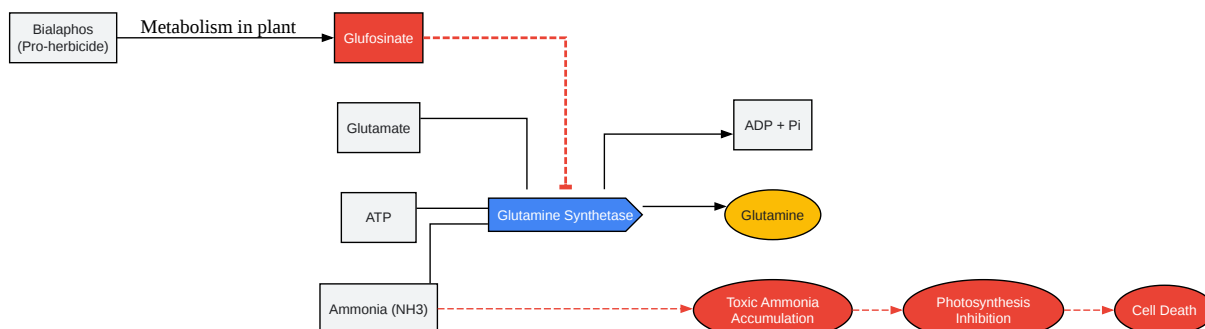 Bialaphos
(Pro-herbicide)
Metabolism in plant
Glufosinate
Glutamate
ADP + Pi
ATP
Glutamine Synthetase
Glutamine
Ammonia (NH3)
Toxic Ammonia
Accumulation
Photosynthesis
Inhibition
Cell Death